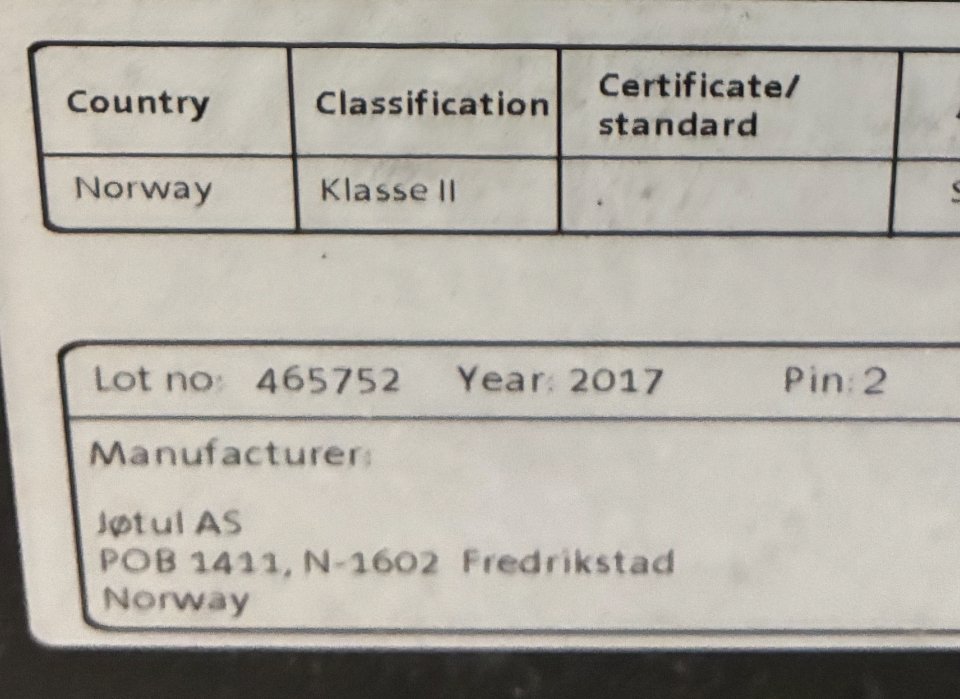 Country Classification Certificate/
standard
Norway Klasse II
Lot no: 465752 Year: 2017 Pin: 2
Manufacturer:
Jøtul AS
POB 1411, N-1602 Fredrikstad
Norway